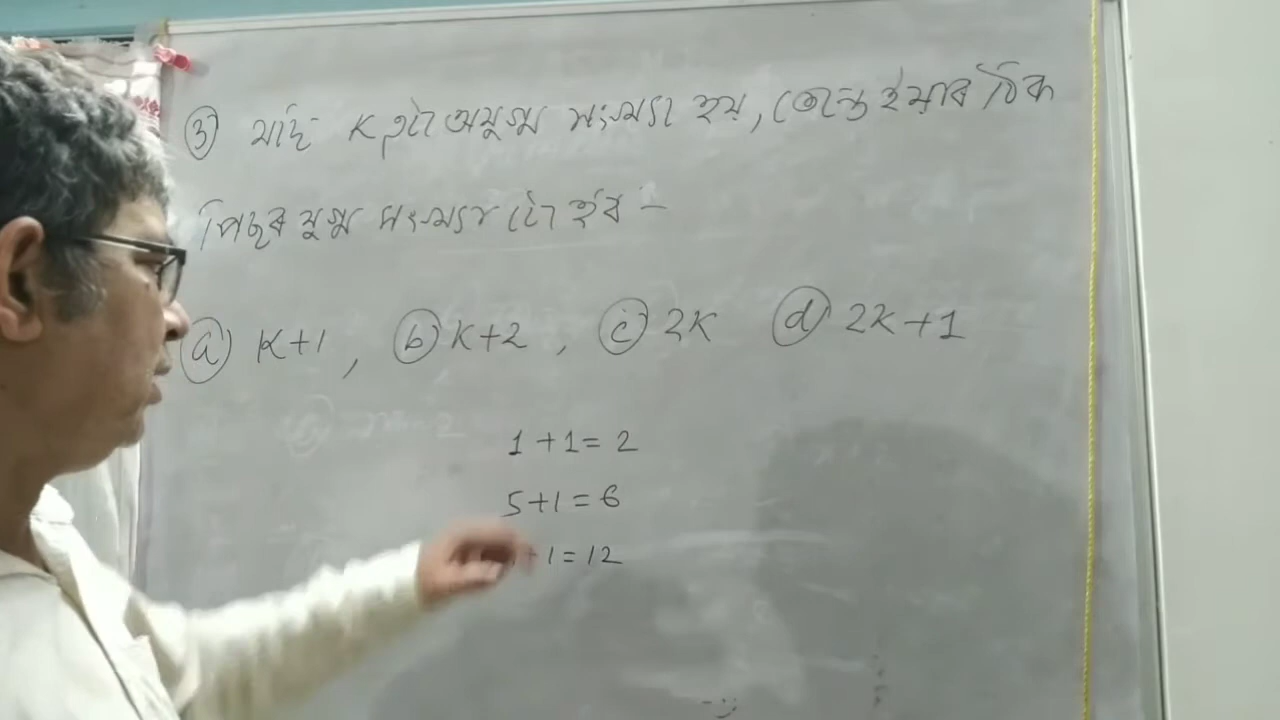 ③ যদি K এটা অযুগ্ম সংখ্যা হয়, তেন্তে ইয়াৰ ঠিক
পিছৰ যুগ্ম সংখ্যাটো হ'ব –
ⓐ K+1, ⓑ K+2, ⓒ 2K ⓓ 2K+1
1+1=2
5+1=6
+1=12